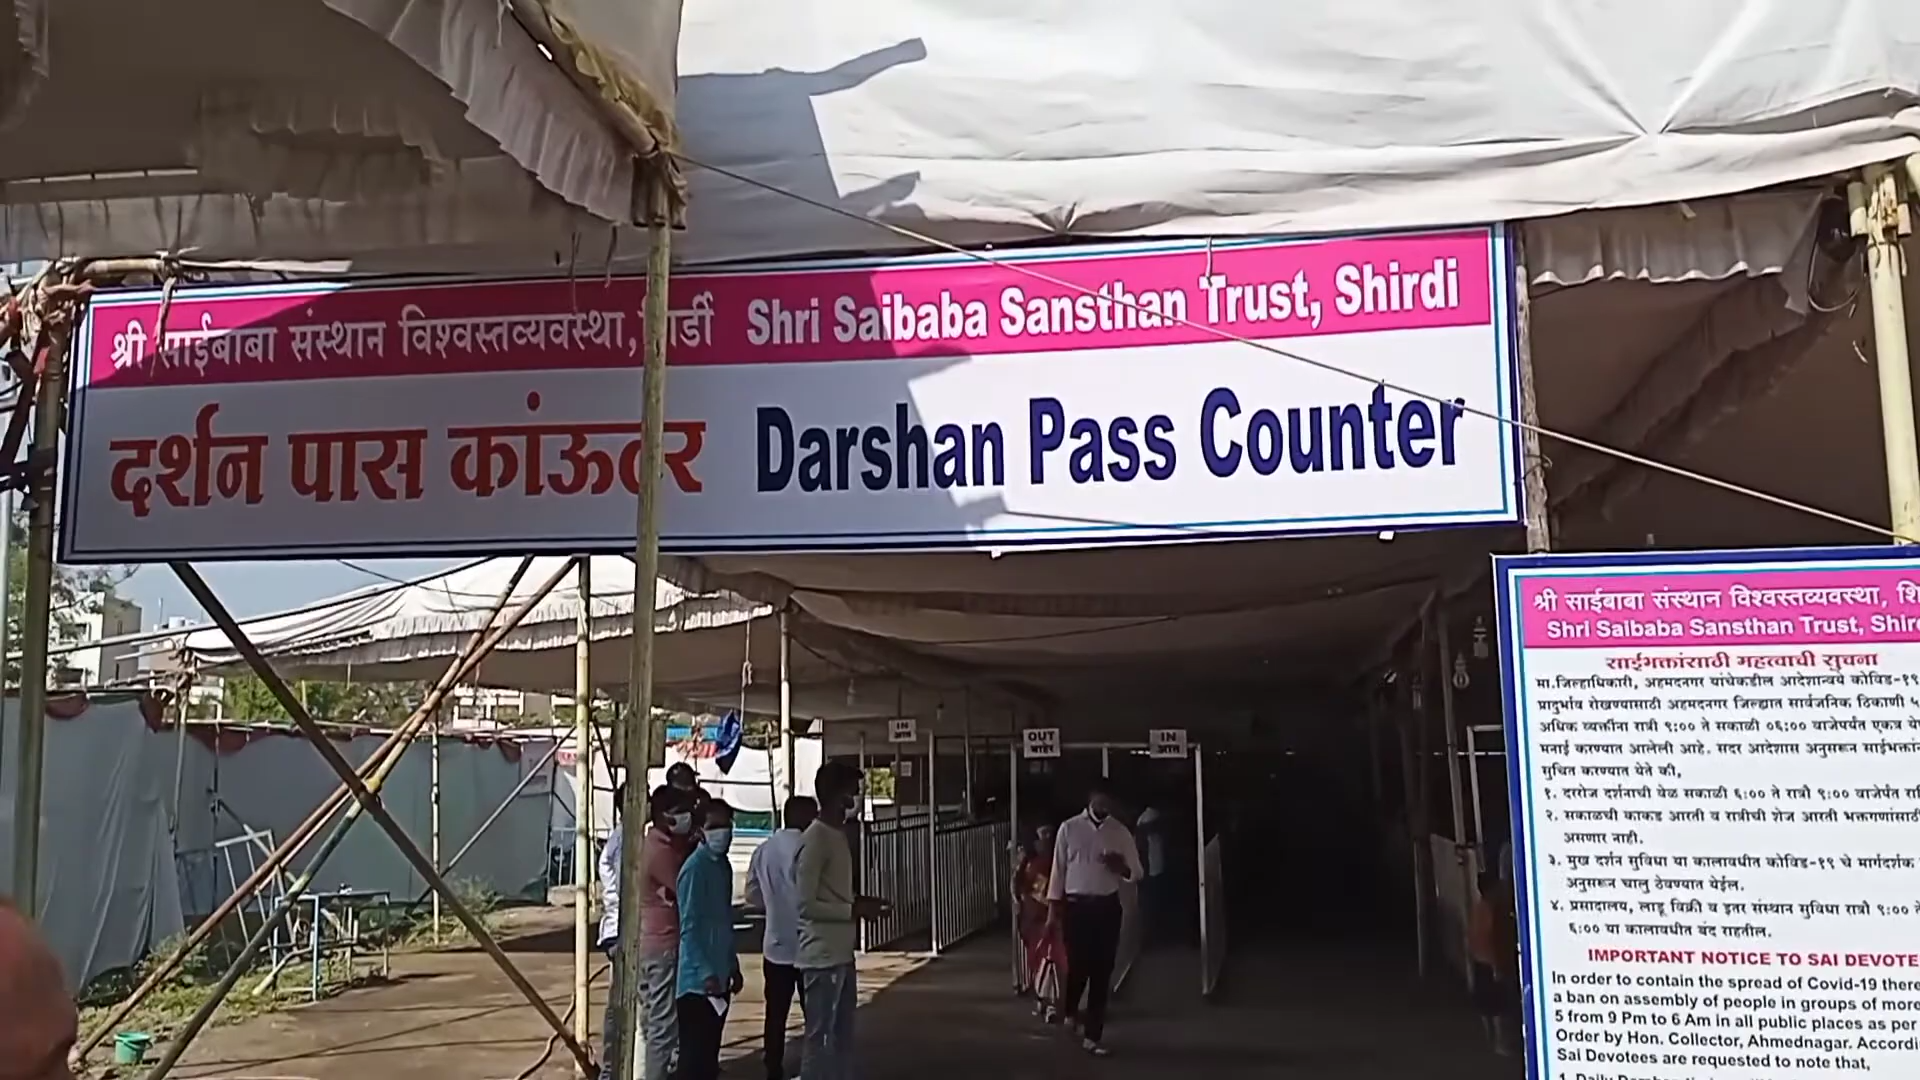 श्री साईबाबा संस्थान विश्वस्तव्यवस्था, Shri Saibaba Sansthan Trust, Shirdi
दर्शन पास काऊंटर Darshan Pass Counter
IN
आत
OUT
बाहेर
IN
आत
श्री साईबाबा संस्थान विश्वस्तव्यवस्था,
Shri Saibaba Sansthan Trust,
साईभक्तांसाठी महत्वाची सुचना
मा.जिल्हाधिकारी, अहमदनगर यांचेकडील आदेशान्वये कोविड-१९
प्रादुर्भाव रोखण्यासाठी अहमदनगर जिल्ह्यात सार्वजनिक ठिकाणी
अधिक व्यक्तींना रात्री ९:०० ते सकाळी ०६:०० वाजेपर्यंत एकत्र
मनाई करण्यात आलेली आहे. सदर आदेशास अनुसरून
सुचित करण्यात येते की,
१. दररोज दर्शनाची वेळ सकाळी ६:०० ते रात्रौ ९:०० वाजेपर्यंत
२. सकाळची काकड आरती व रात्रीची शेज आरती
असणार नाही.
३. मुख दर्शन सुविधा या कालावधीत कोविड-१९ चे मार्गदर्शक
अनुसरून चालु ठेवण्यात येईल.
४. प्रसादालय, लाडू विक्री व इतर संस्थान सुविधा रात्रौ ९:००
६:०० या कालावधीत बंद राहतील.
IMPORTANT NOTICE TO SAI
In order to contain the spread of Covid-19
a ban on assembly of people in groups of more
5 from 9 Pm to 6 Am in all public places as per
Order by Hon. Collector, Ahmednagar.
Sai Devotees are requested to note that,